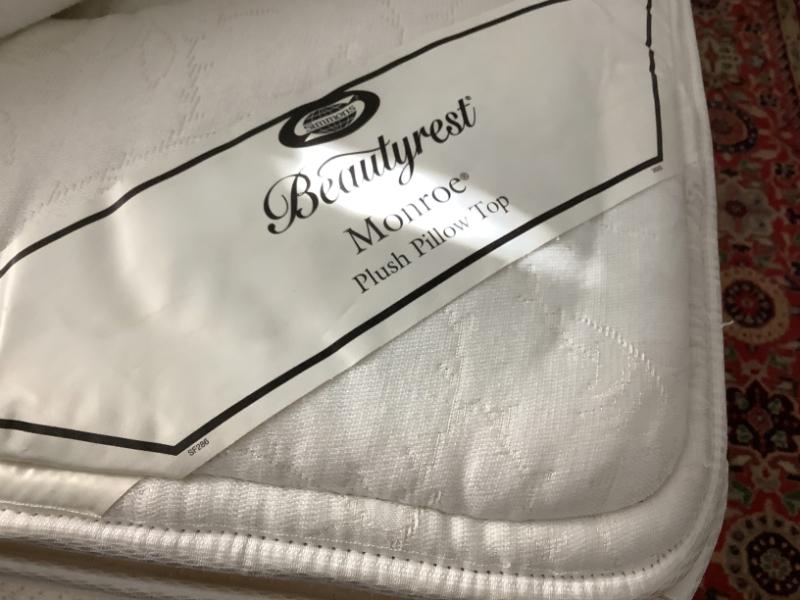 Simmons
Beautyrest®
Monroe®
Plush Pillow Top
SF286